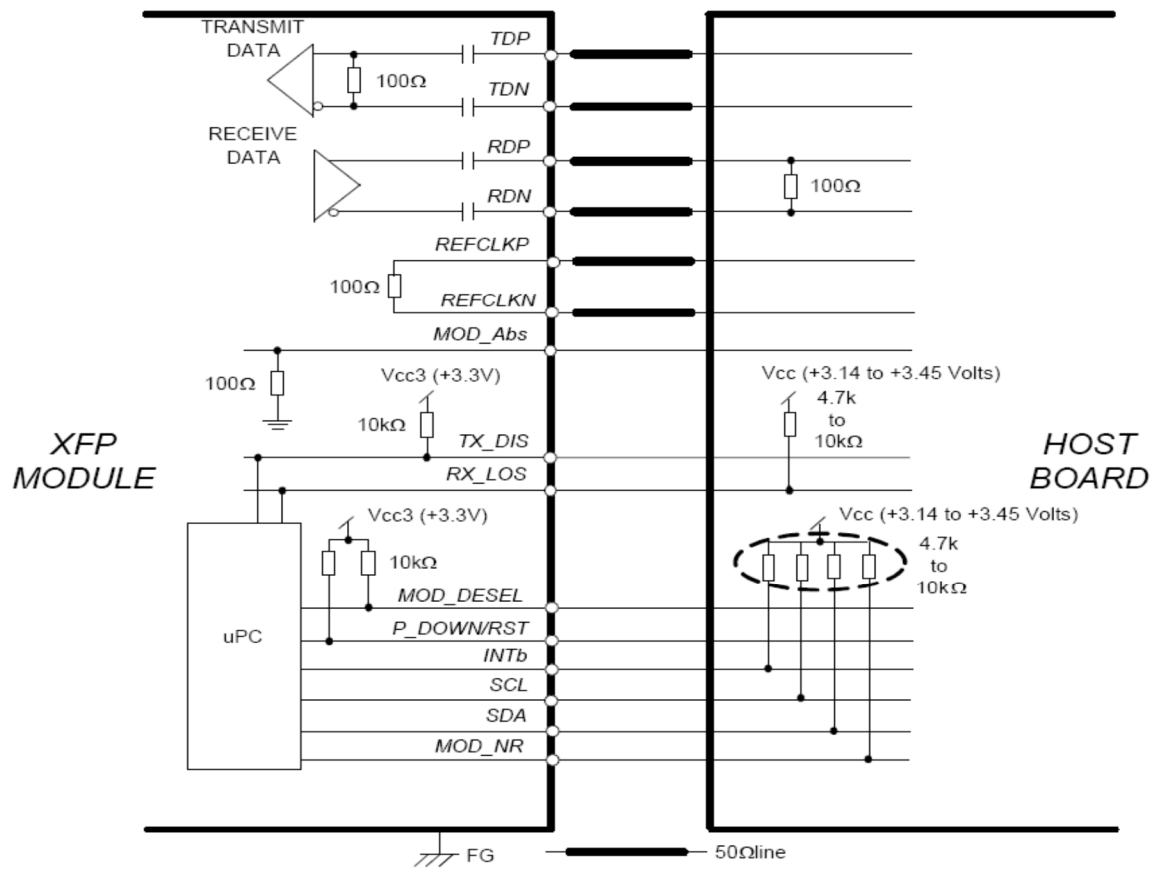 TRANSMIT
DATA
TDP
100Ω
TDN
RECEIVE
DATA
RDP
100Ω
RDN
REFCLKP
100Ω
REFCLKN
MOD_Abs
100Ω
Vcc3 (+3.3V)
10kΩ
Vcc (+3.14 to +3.45 Volts)
4.7k
to
10kΩ
TX_DIS
RX_LOS
XFP
MODULE
HOST
BOARD
Vcc3 (+3.3V)
10kΩ
Vcc (+3.14 to +3.45 Volts)
4.7k
to
10kΩ
MOD_DESEL
uPC
P_DOWN/RST
INTb
SCL
SDA
MOD_NR
FG
50Ωline